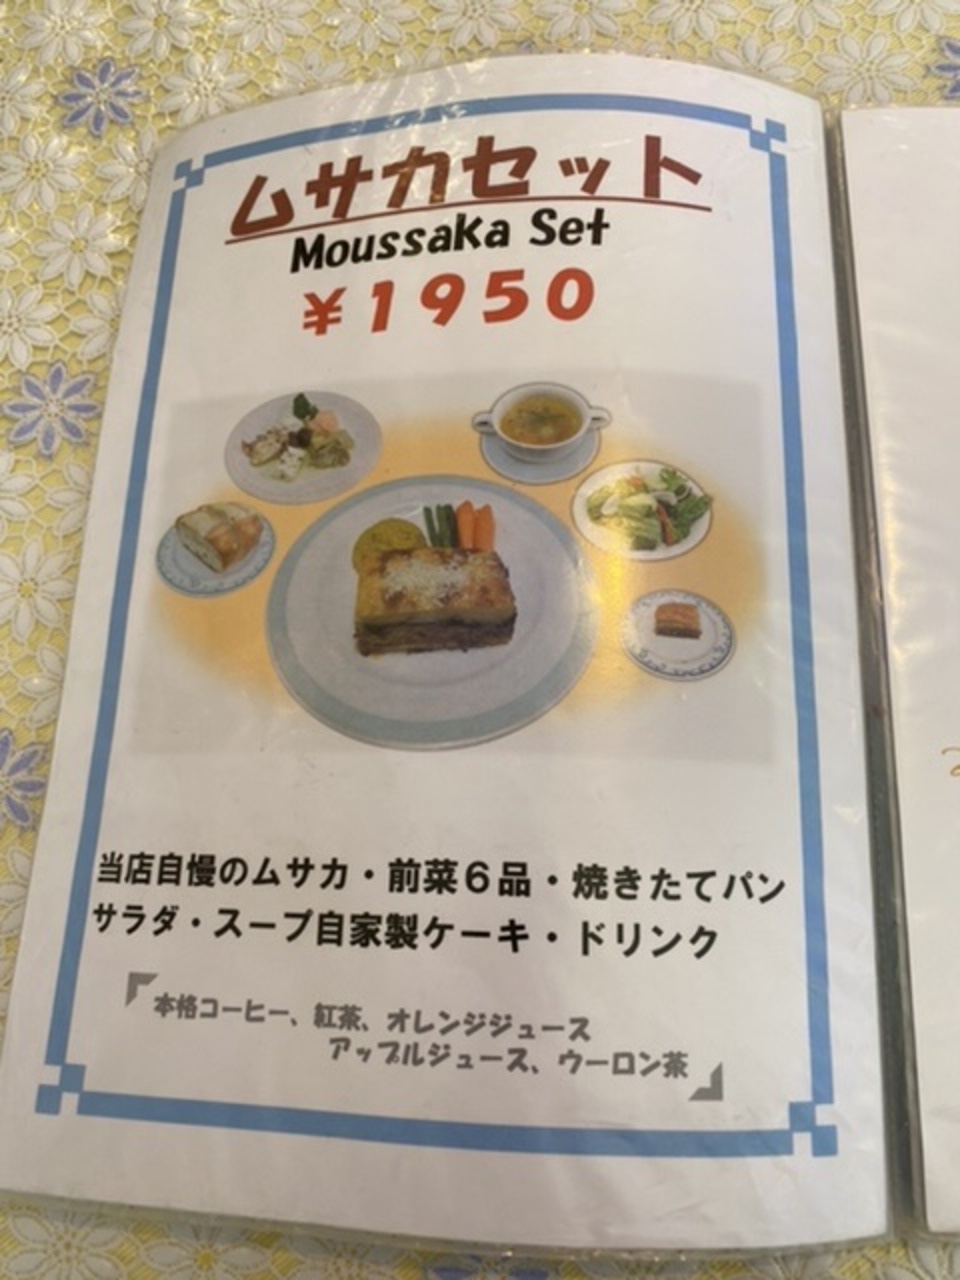 ムサカセット
Moussaka Set
￥1950
当店自慢のムサカ・前菜６品・焼きたてパン
サラダ・スープ自家製ケーキ・ドリンク
「本格コーヒー、紅茶、オレンジジュース
アップルジュース、ウーロン茶」